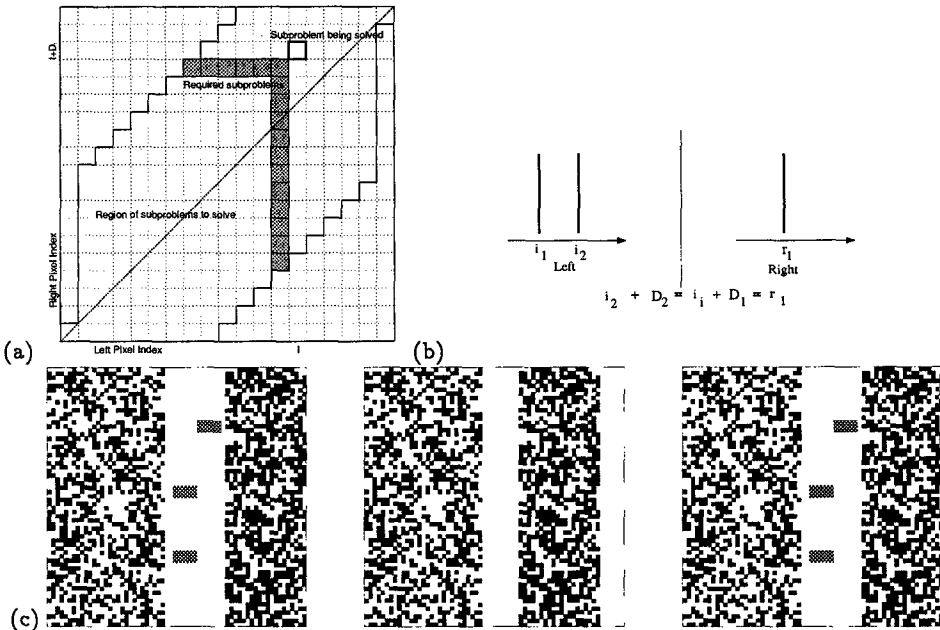 Subproblem being solved
I+D
Required subproblems
Region of subproblems to solve
Right Pixel Index
Left Pixel Index
I
(a)
i1 i2
Left
r1
Right
i2 + D2 = ii + D1 = r1
(b)
(c)